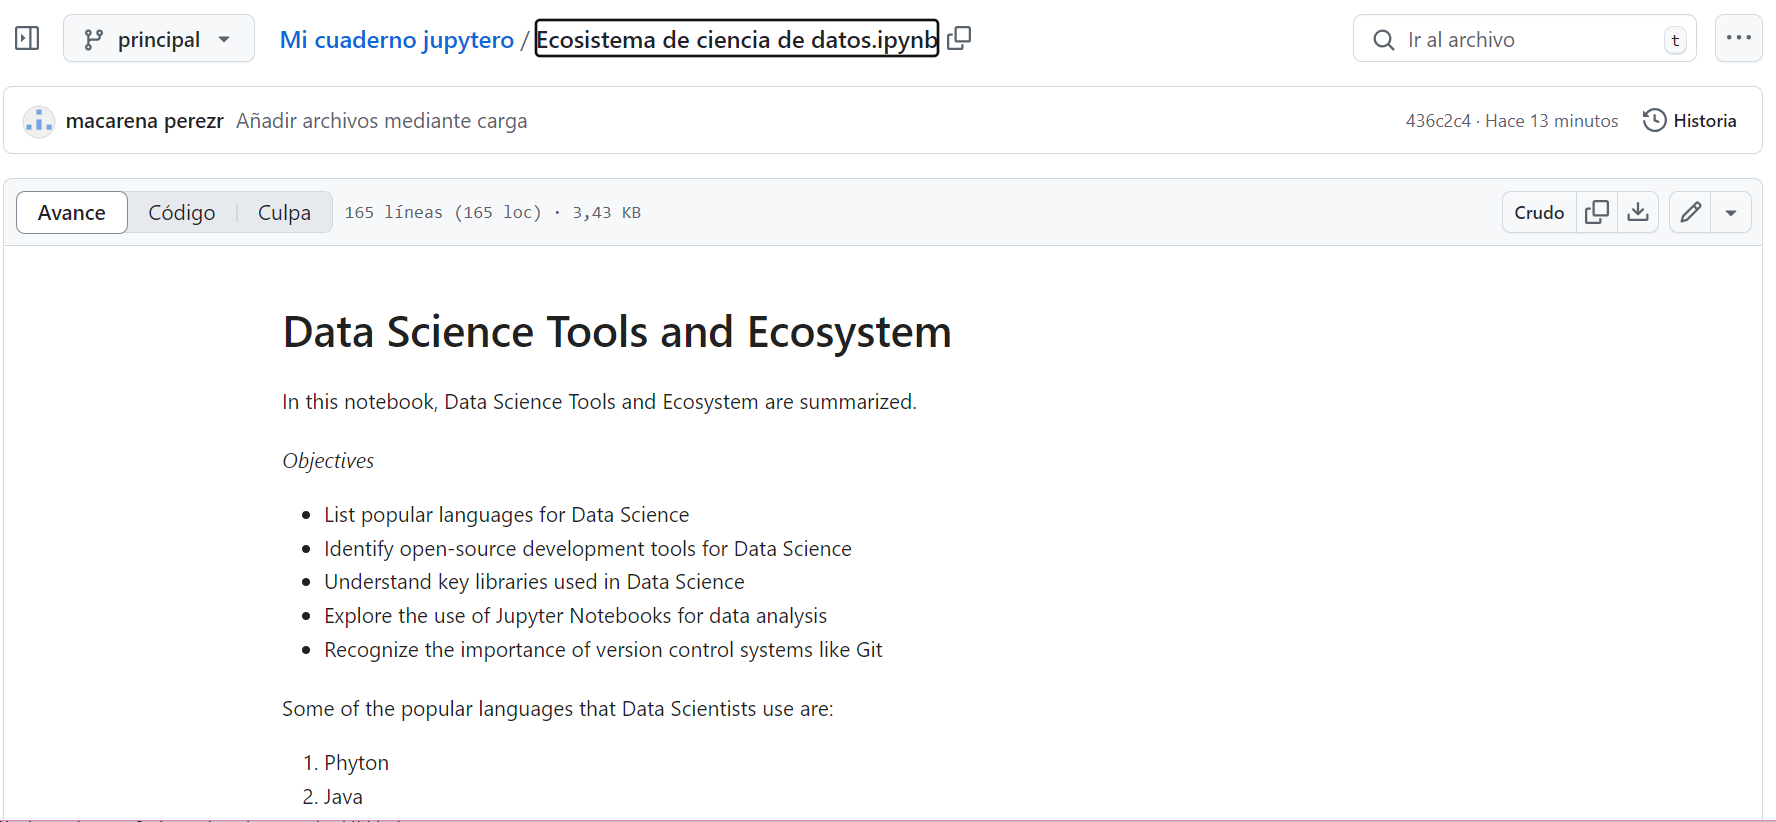 principal
Mi cuaderno jupytero / Ecosistema de ciencia de datos.ipynb
Ir al archivo t
macarena perezr Añadir archivos mediante carga
436c2c4 · Hace 13 minutos Historia
Avance Código Culpa 165 líneas (165 loc) · 3,43 KB
Crudo
Data Science Tools and Ecosystem
In this notebook, Data Science Tools and Ecosystem are summarized.
Objectives
• List popular languages for Data Science
• Identify open-source development tools for Data Science
• Understand key libraries used in Data Science
• Explore the use of Jupyter Notebooks for data analysis
• Recognize the importance of version control systems like Git
Some of the popular languages that Data Scientists use are:
1. Phyton
2. Java